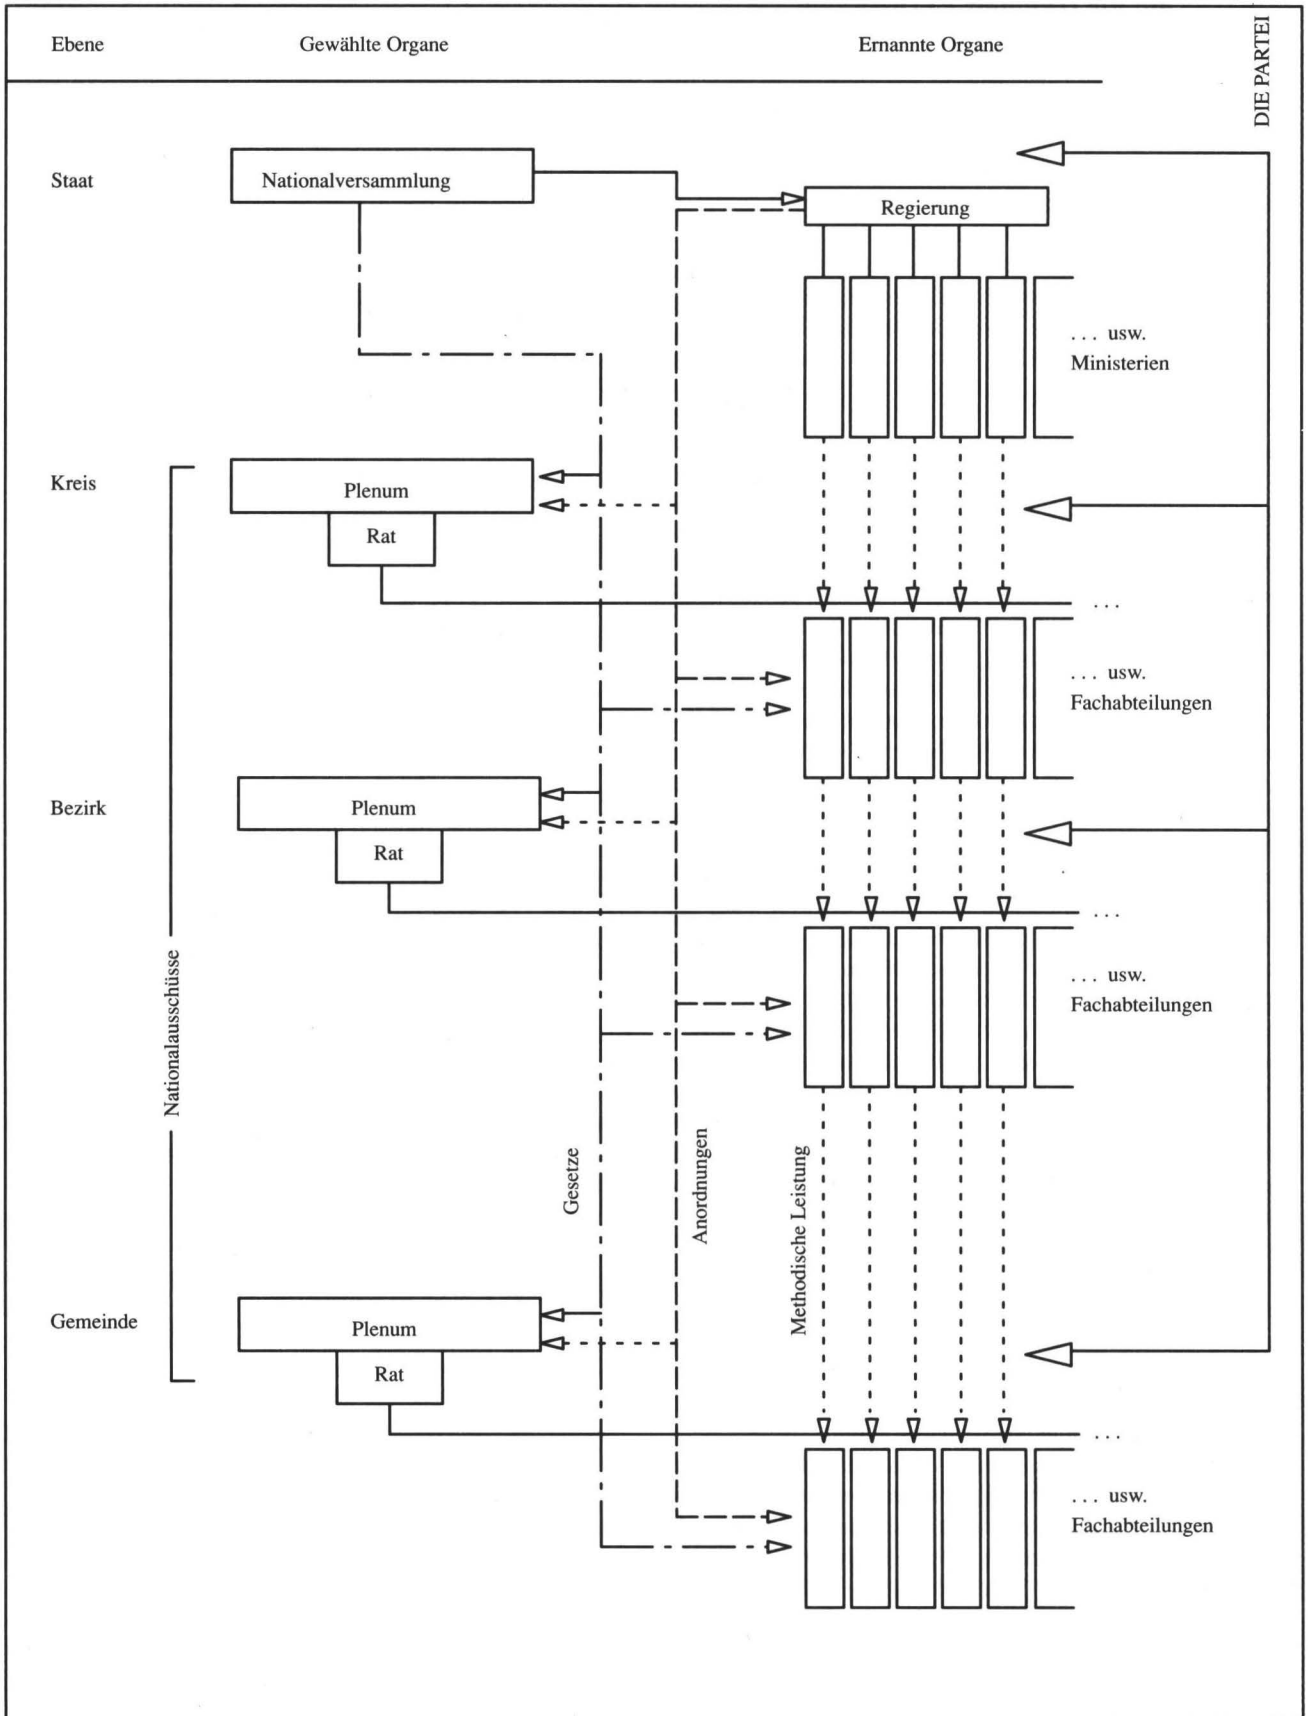 Ebene
Gewählte Organe
Ernannte Organe
DIE PARTEI
Staat
Nationalversammlung
Regierung
... usw.
Ministerien
Kreis
Plenum
Rat
...
... usw.
Fachabteilungen
Bezirk
Plenum
Rat
...
... usw.
Fachabteilungen
Nationalausschüsse
Gesetze
Anordnungen
Methodische Leistung
Gemeinde
Plenum
Rat
...
... usw.
Fachabteilungen